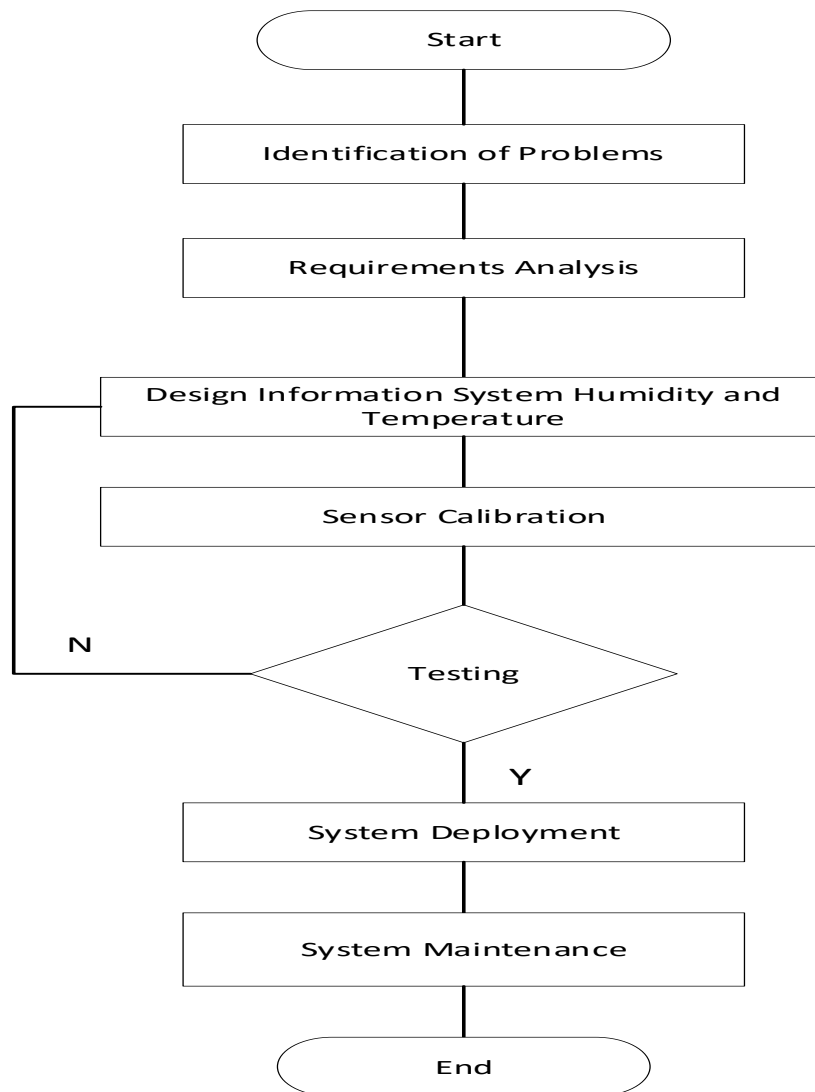 Start
Identification of Problems
Requirements Analysis
Design Information System Humidity and
Temperature
Sensor Calibration
N
Testing
Y
System Deployment
System Maintenance
End